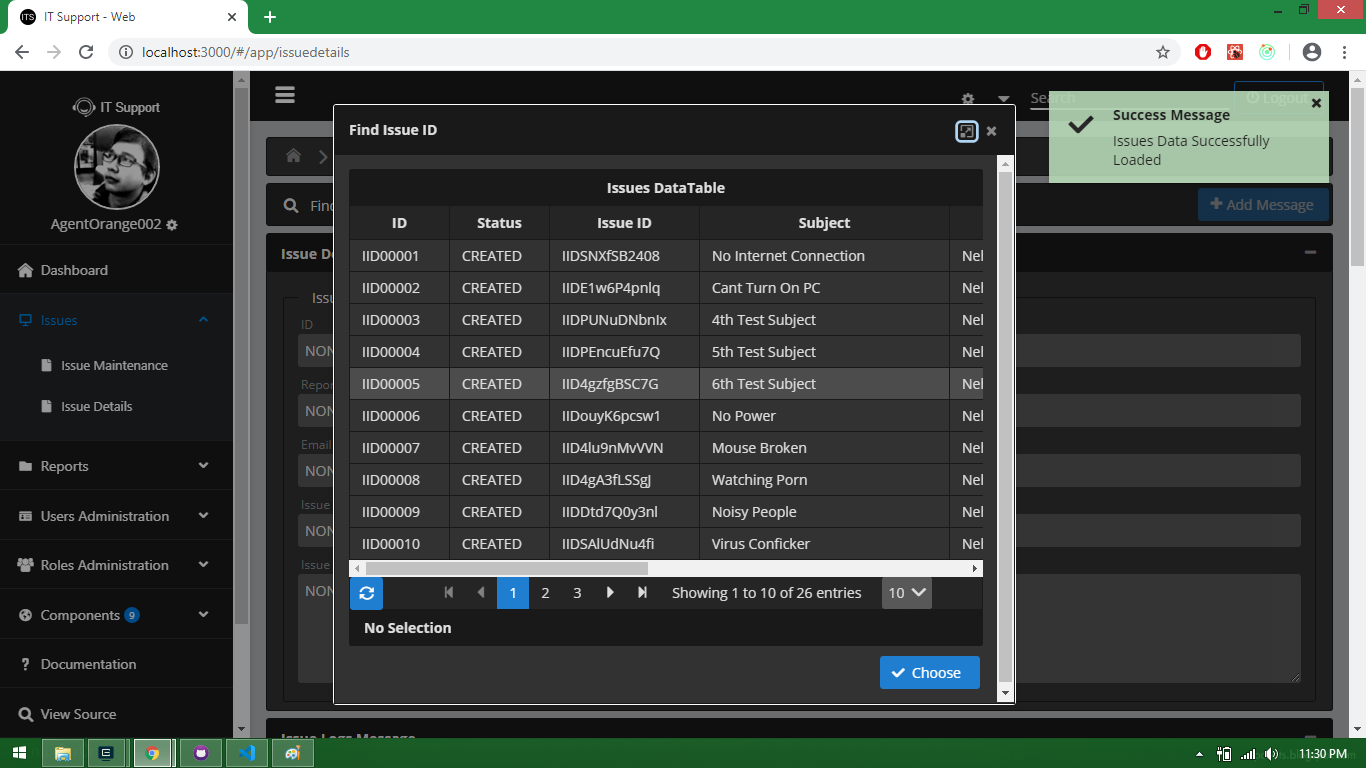 ITS IT Support - Web
localhost:3000/#/app/issuedetails
IT Support
AgentOrange002
Dashboard
Issues
Issue Maintenance
Issue Details
Reports
Users Administration
Roles Administration
Components 9
Documentation
View Source
Search
Logout
Success Message
Issues Data Successfully
Loaded
Find
Add Message
Issue De
Issu
ID
NON
Repor
NON
Email
NON
Issue
NON
Issue
NON
Issue Logs Message
Find Issue ID
Issues DataTable
ID Status Issue ID Subject
IID00001 CREATED IIDSNXfSB2408 No Internet Connection Nel
IID00002 CREATED IIDE1w6P4pnlq Cant Turn On PC Nel
IID00003 CREATED IIDPUNuDNbnIx 4th Test Subject Nel
IID00004 CREATED IIDPEncuEfu7Q 5th Test Subject Nel
IID00005 CREATED IID4gzfgBSC7G 6th Test Subject Nel
IID00006 CREATED IIDouyK6pcsw1 No Power Nel
IID00007 CREATED IID4lu9nMvVVN Mouse Broken Nel
IID00008 CREATED IID4gA3fLSSgJ Watching Porn Nel
IID00009 CREATED IIDDtd7Q0y3nl Noisy People Nel
IID00010 CREATED IIDSAlUdNu4fi Virus Conficker Nel
1 2 3 Showing 1 to 10 of 26 entries 10
No Selection
Choose
11:30 PM